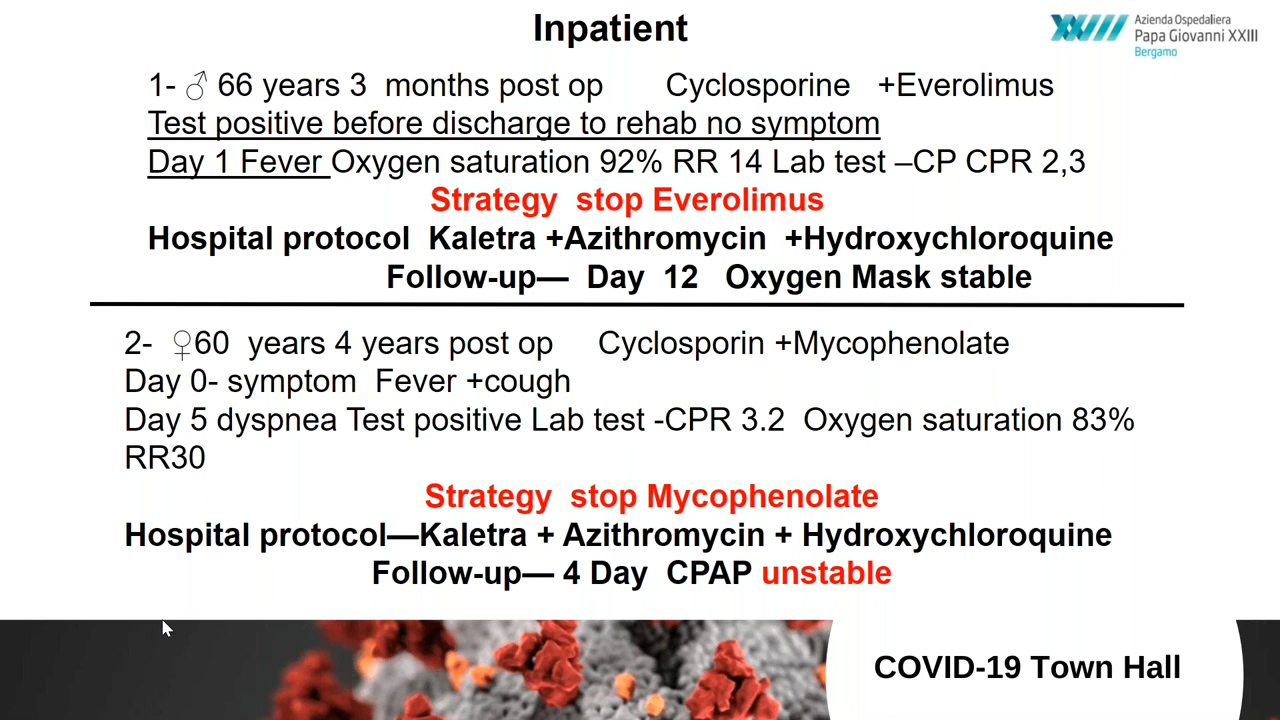 Inpatient
XVIII Azienda Ospedaliera
Papa Giovanni XXIII
Bergamo
1- ♂ 66 years 3 months post op Cyclosporine +Everolimus
Test positive before discharge to rehab no symptom
Day 1 Fever Oxygen saturation 92% RR 14 Lab test –CP CPR 2,3
Strategy stop Everolimus
Hospital protocol Kaletra +Azithromycin +Hydroxychloroquine
Follow-up— Day 12 Oxygen Mask stable
2- ♀60 years 4 years post op Cyclosporin +Mycophenolate
Day 0- symptom Fever +cough
Day 5 dyspnea Test positive Lab test -CPR 3.2 Oxygen saturation 83%
RR30
Strategy stop Mycophenolate
Hospital protocol—Kaletra + Azithromycin + Hydroxychloroquine
Follow-up— 4 Day CPAP unstable
COVID-19 Town Hall